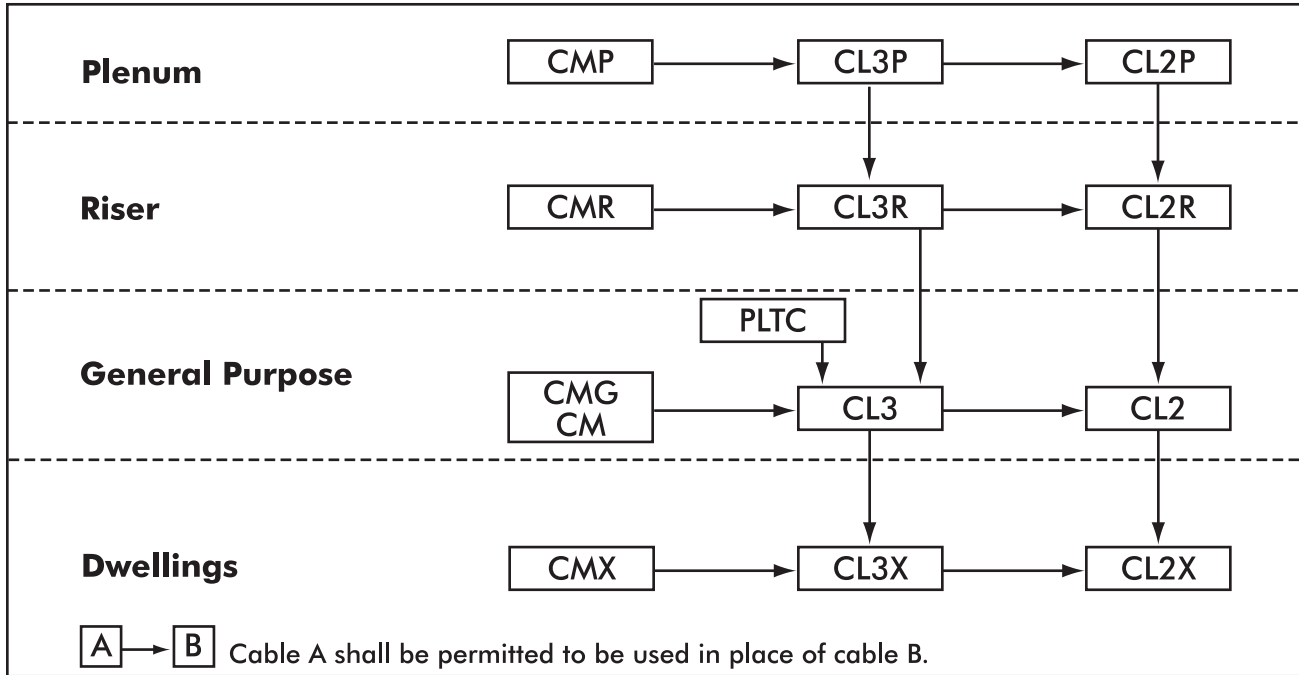 Plenum
CMP
CL3P
CL2P
Riser
CMR
CL3R
CL2R
General Purpose
PLTC
CMG
CM
CL3
CL2
Dwellings
CMX
CL3X
CL2X
A B Cable A shall be permitted to be used in place of cable B.